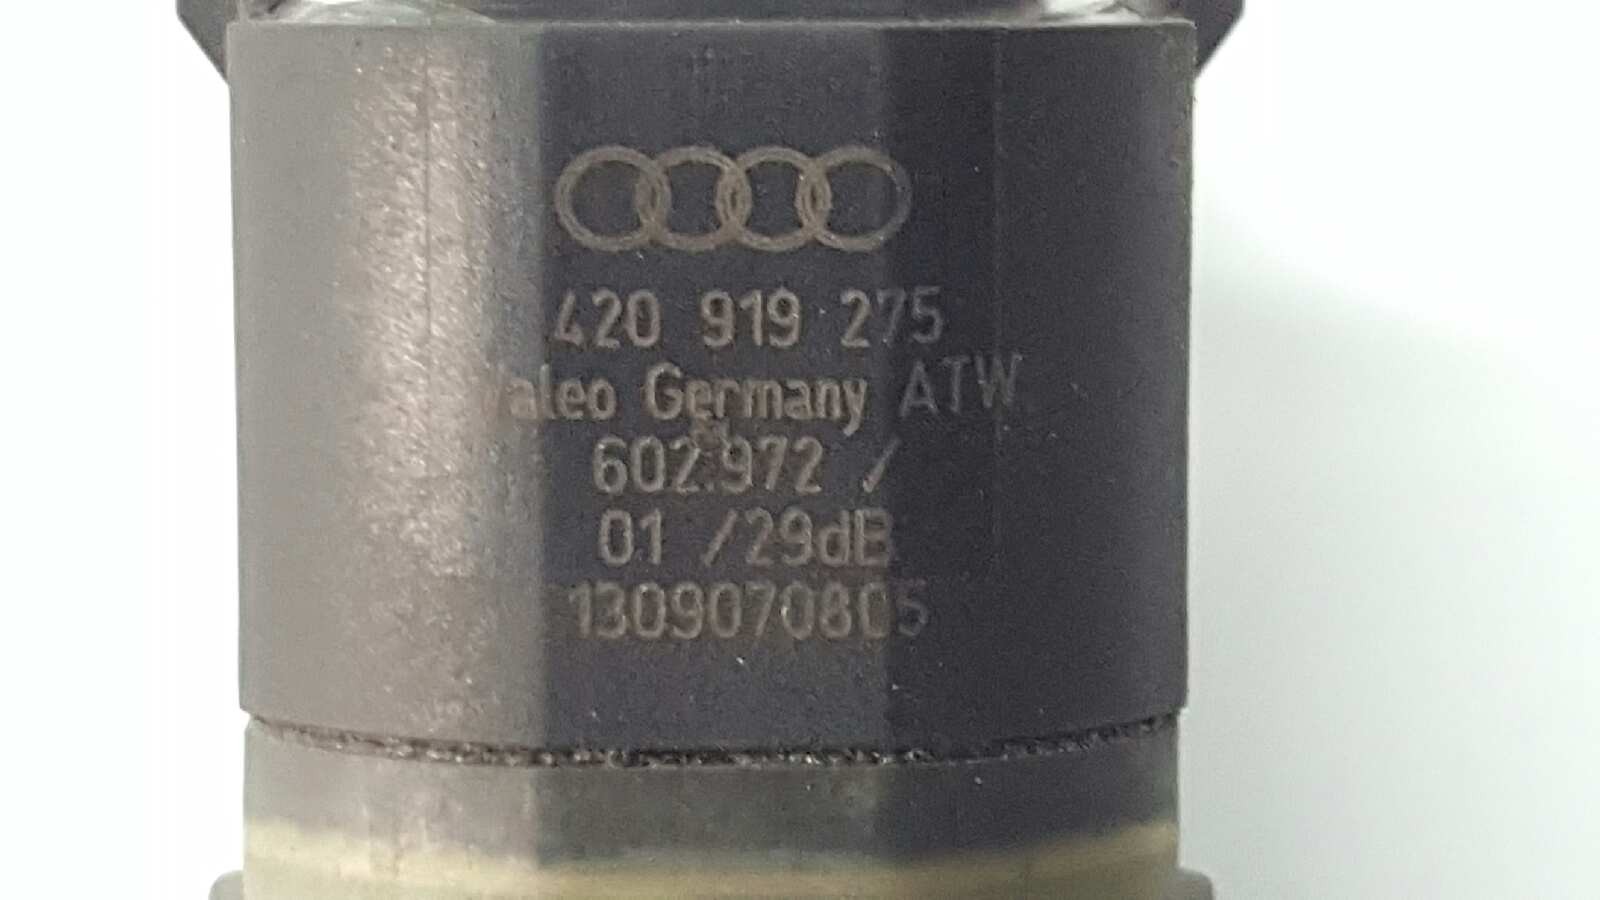 420 919 275
Valeo Germany ATW
602.972 /
01 /29dB
1309070805